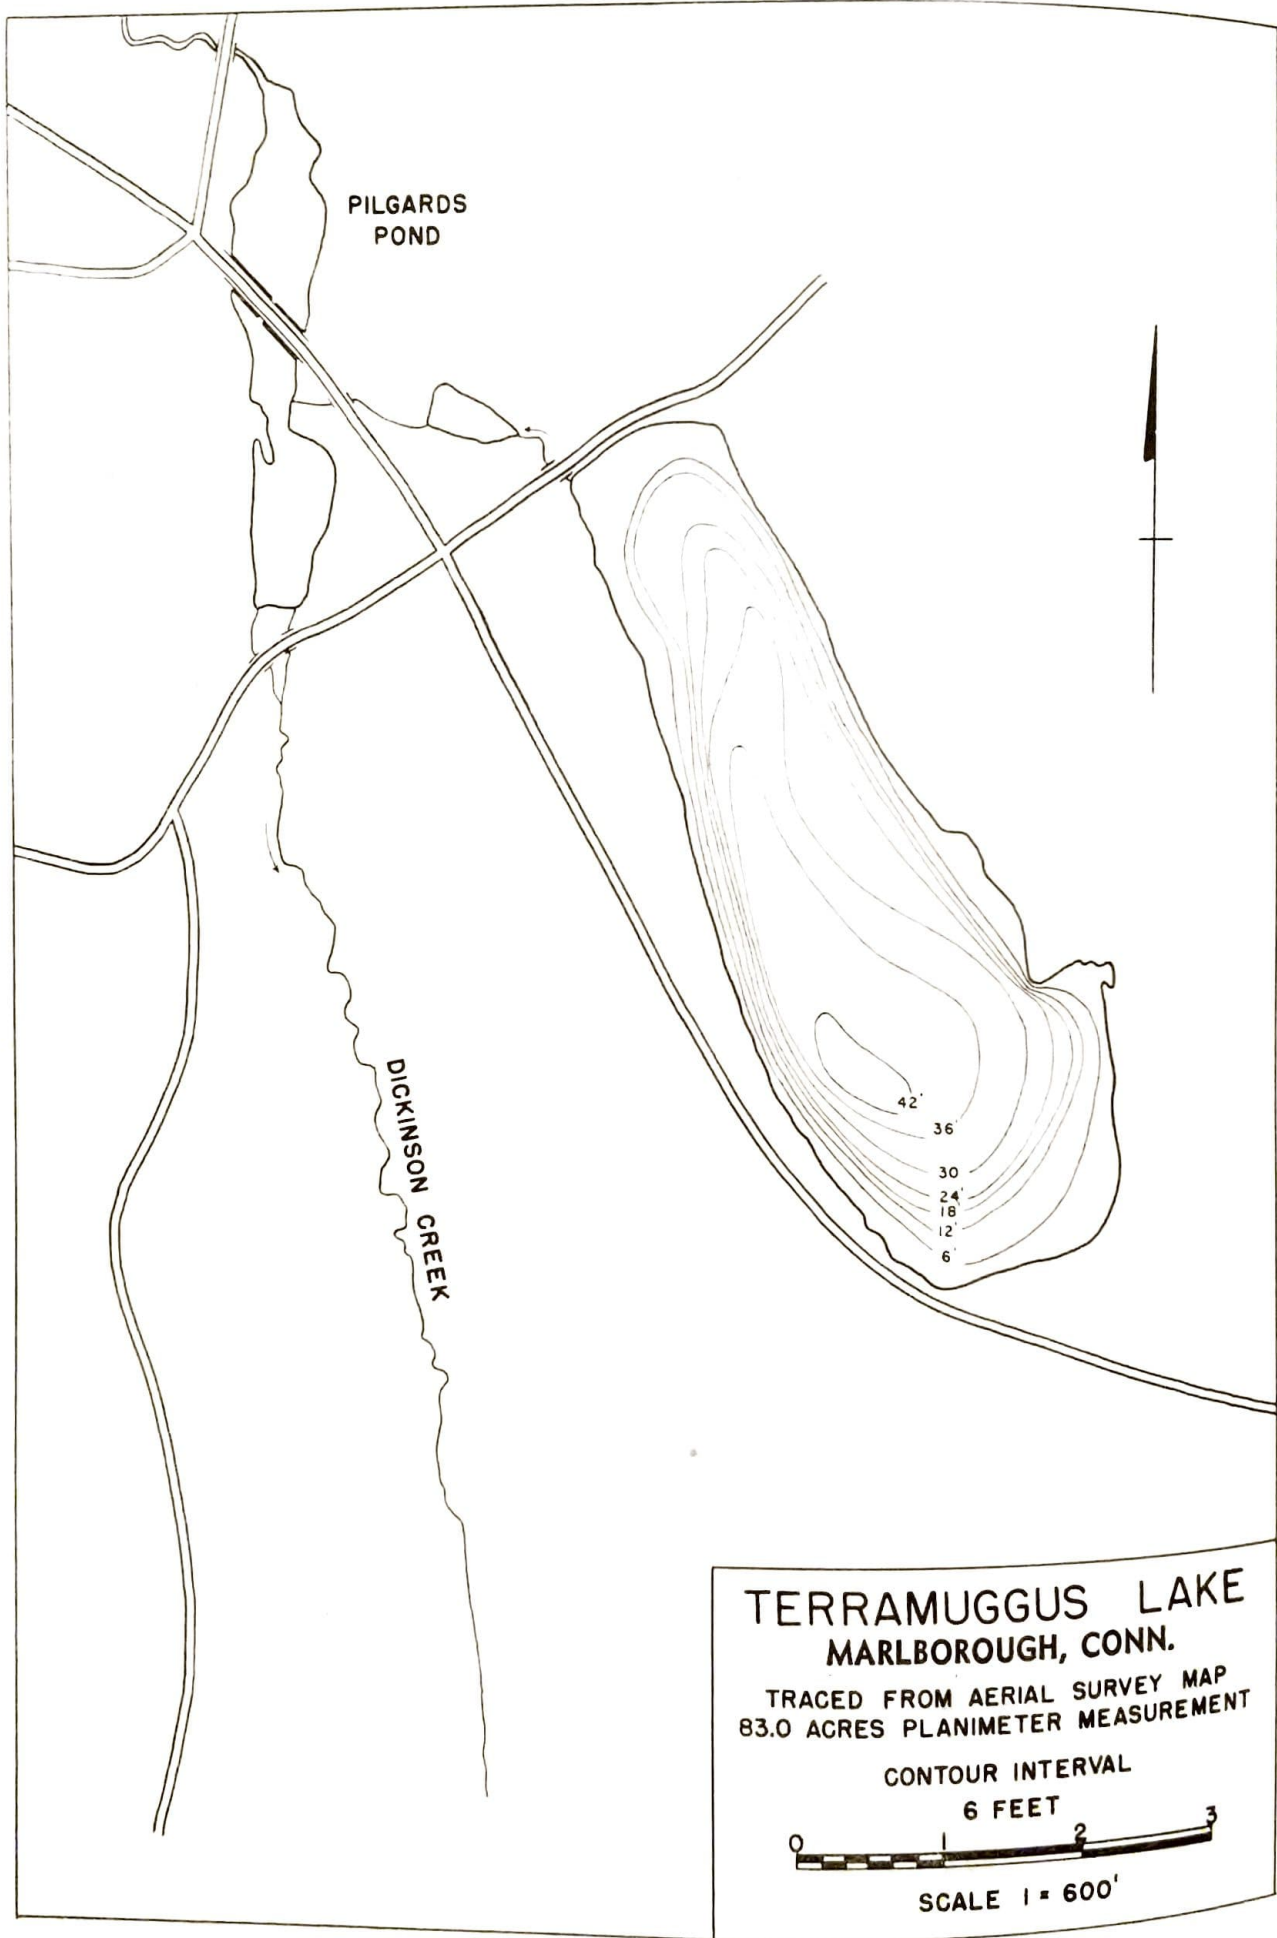 PILGARDS
POND
DICKINSON CREEK
42'
36'
30
24'
18
12'
6'
TERRAMUGGUS LAKE
MARLBOROUGH, CONN.
TRACED FROM AERIAL SURVEY MAP
83.0 ACRES PLANIMETER MEASUREMENT
CONTOUR INTERVAL
6 FEET
0 1 2 3
SCALE 1 = 600'